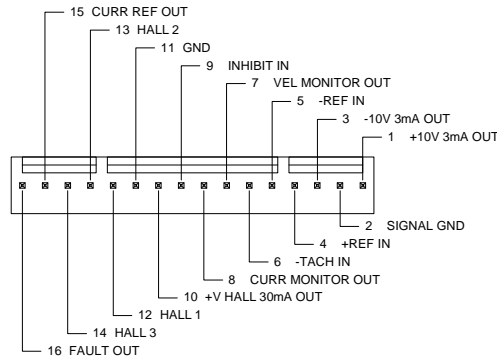 15 CURR REF OUT
13 HALL 2
11 GND
9 INHIBIT IN
7 VEL MONITOR OUT
5 -REF IN
3 -10V 3mA OUT
1 +10V 3mA OUT
2 SIGNAL GND
4 +REF IN
6 -TACH IN
8 CURR MONITOR OUT
10 +V HALL 30mA OUT
12 HALL 1
14 HALL 3
16 FAULT OUT